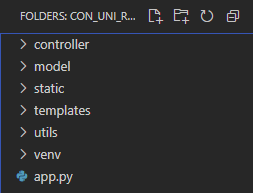 FOLDERS: CON_UNI_R...
controller
model
static
templates
utils
venv
app.py